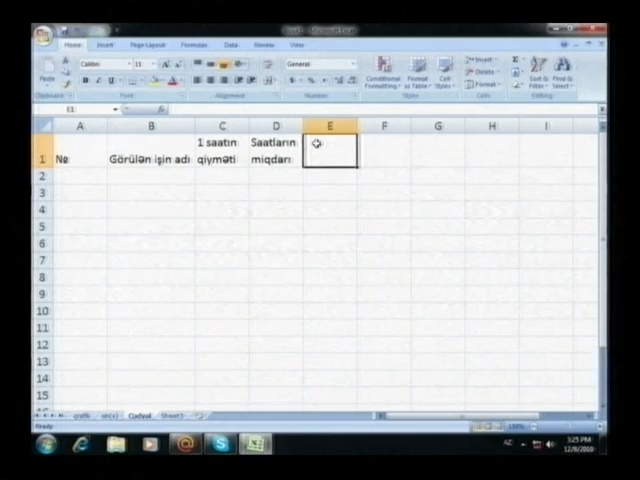 Home Insert Page Layout Formulas Data Review View
Calibri 11 General
Paste
Conditional Formatting
Format as Table
Cell Styles
Insert
Delete
Format
Sort & Filter
Find & Select
Font Alignment Number Styles Cells Editing
E1
A B C D E F G H I
1 saatın Saatların
1 № Görülən işin adı qiyməti miqdarı
2
3
4
5
6
7
8
9
10
11
12
13
14
15
qrafik Cədvəl Sheet3
Ready
AZ 3:25 PM